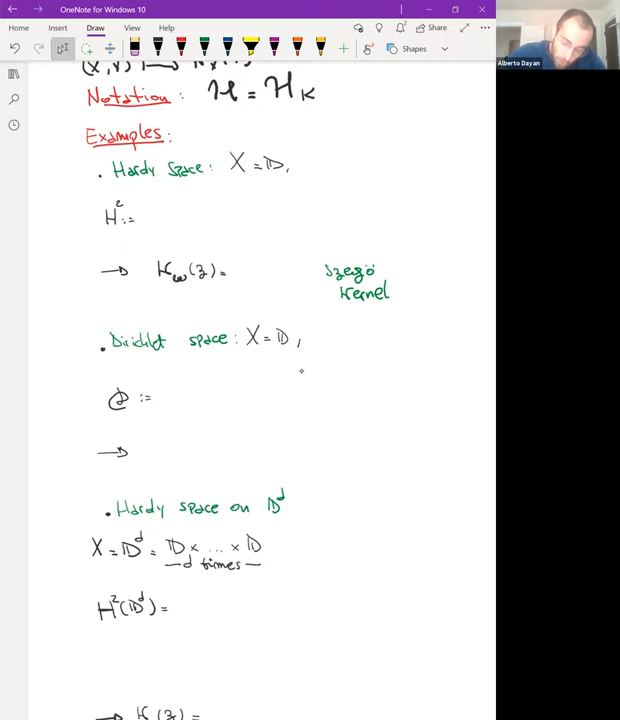 OneNote for Windows 10
Alberto Dayan
Home Insert Draw View Help
Shapes
Notation: H = H_K
Examples:
. Hardy Space: X = 𝔻,
H² :=
→ K_w(z) =
Szegö
Kernel
. Dirichlet space: X = 𝔻,
𝒟 :=
→
. Hardy space on 𝔻^d
X = 𝔻^d = 𝔻 × ... × 𝔻
— d times —
H²(𝔻^d) =